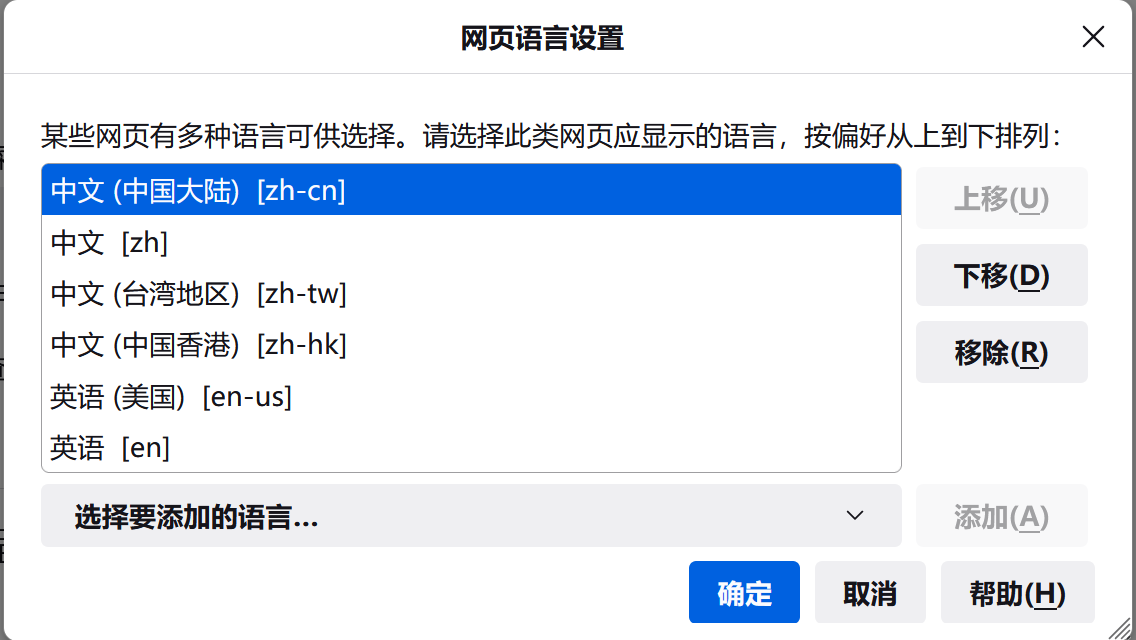 网页语言设置
某些网页有多种语言可供选择。请选择此类网页应显示的语言，按偏好从上到下排列：
中文 (中国大陆) [zh-cn]
上移(U)
中文 [zh]
下移(D)
中文 (台湾地区) [zh-tw]
中文 (中国香港) [zh-hk]
移除(R)
英语 (美国) [en-us]
英语 [en]
选择要添加的语言...
添加(A)
确定
取消
帮助(H)